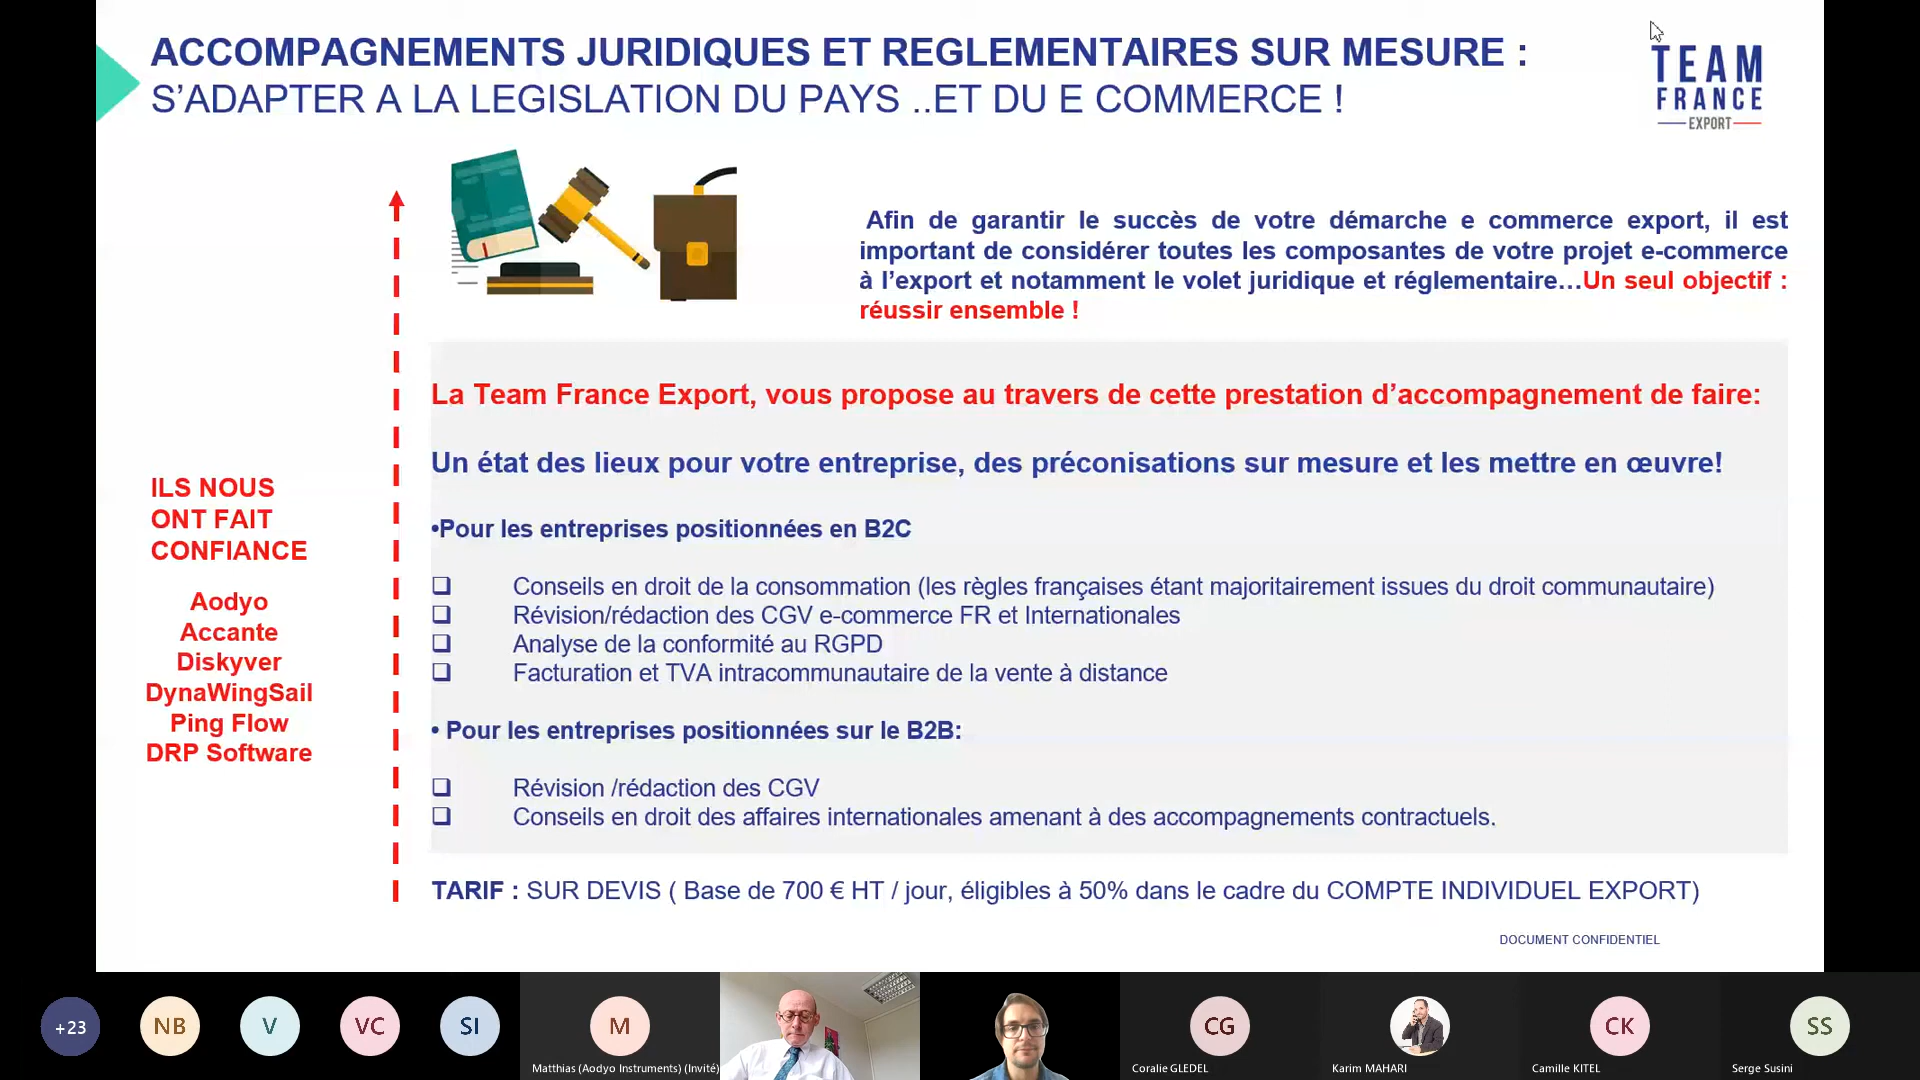 ACCOMPAGNEMENTS JURIDIQUES ET REGLEMENTAIRES SUR MESURE :
S’ADAPTER A LA LEGISLATION DU PAYS ..ET DU E COMMERCE !
TEAM
FRANCE
EXPORT
Afin de garantir le succès de votre démarche e commerce export, il est
important de considérer toutes les composantes de votre projet e-commerce
à l’export et notamment le volet juridique et réglementaire…Un seul objectif :
réussir ensemble !
La Team France Export, vous propose au travers de cette prestation d’accompagnement de faire:
Un état des lieux pour votre entreprise, des préconisations sur mesure et les mettre en œuvre!
•Pour les entreprises positionnées en B2C
❑ Conseils en droit de la consommation (les règles françaises étant majoritairement issues du droit communautaire)
❑ Révision/rédaction des CGV e-commerce FR et Internationales
❑ Analyse de la conformité au RGPD
❑ Facturation et TVA intracommunautaire de la vente à distance
• Pour les entreprises positionnées sur le B2B:
❑ Révision /rédaction des CGV
❑ Conseils en droit des affaires internationales amenant à des accompagnements contractuels.
ILS NOUS
ONT FAIT
CONFIANCE
Aodyo
Accante
Diskyver
DynaWingSail
Ping Flow
DRP Software
TARIF : SUR DEVIS ( Base de 700 € HT / jour, éligibles à 50% dans le cadre du COMPTE INDIVIDUEL EXPORT)
DOCUMENT CONFIDENTIEL
+23
NB
V
VC
SI
M
Matthias (Aodyo Instruments) (Invité)
CG
Coralie GLEDEL
Karim MAHARI
CK
Camille KITEL
SS
Serge Susini